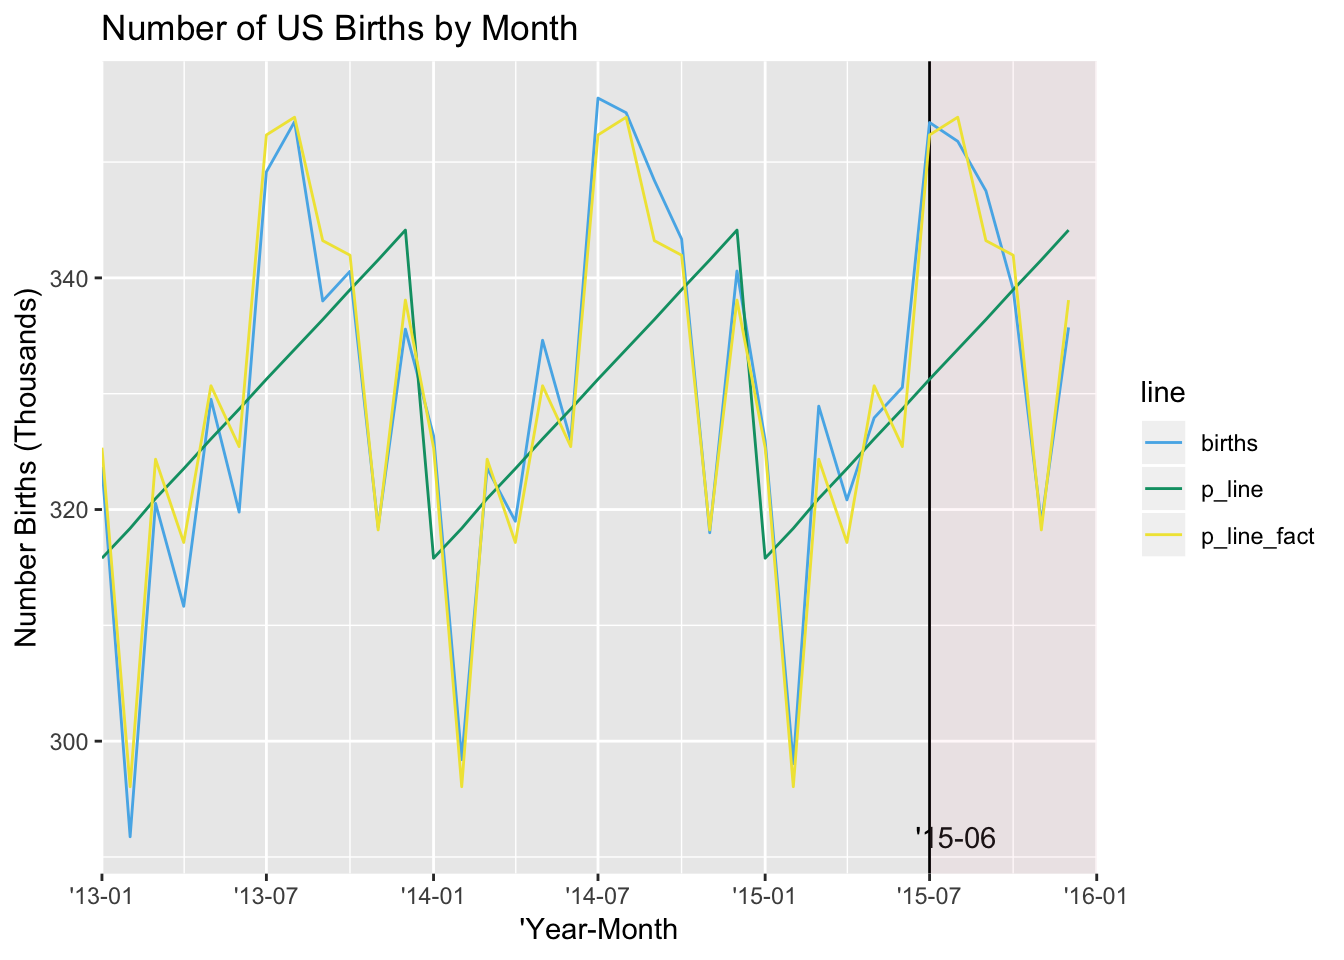 Number of US Births by Month
Number Births (Thousands)
340
320
300
'15-06
'13-01
'13-07
'14-01
'14-07
'15-01
'15-07
'16-01
'Year-Month
line
births
p_line
p_line_fact